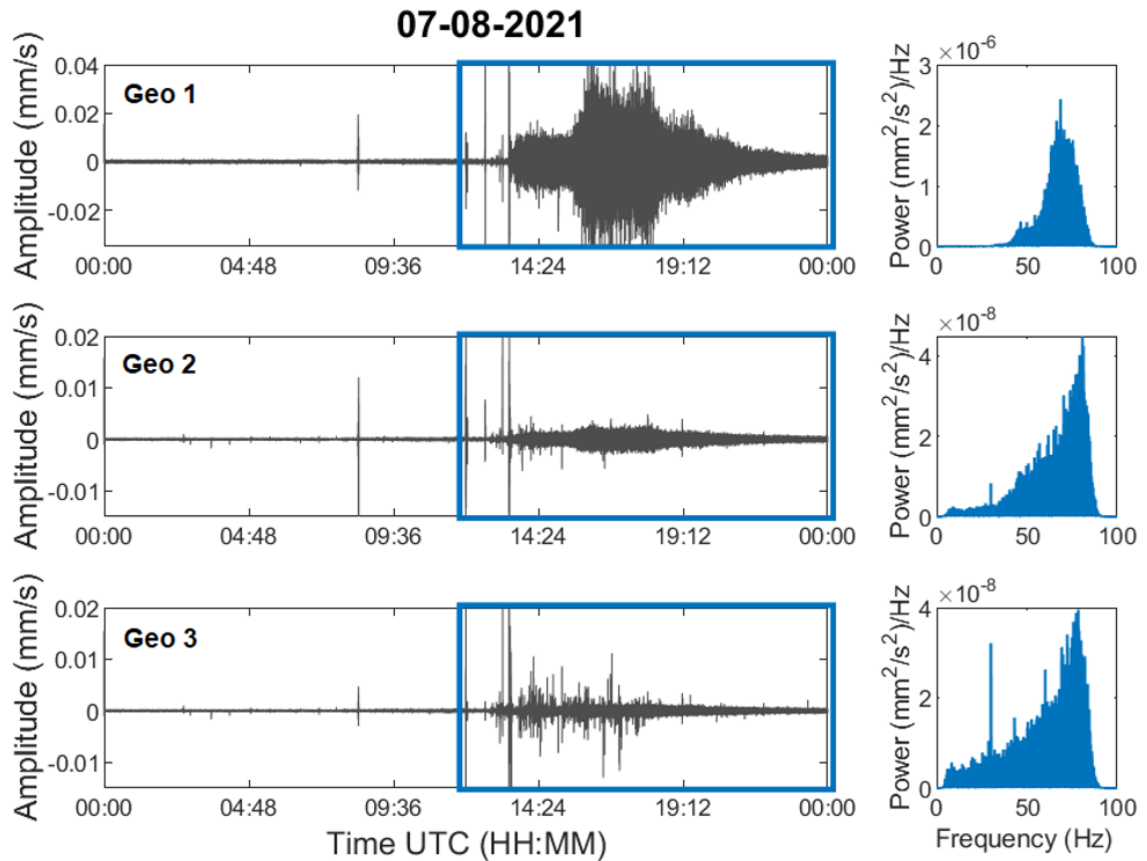 07-08-2021
Amplitude (mm/s)
0.04
0.02
0
-0.02
Geo 1
00:00 04:48 09:36 14:24 19:12 00:00
Power (mm²/s²)/Hz
×10⁻⁶
3
2
1
0
0 50 100
Amplitude (mm/s)
0.02
0.01
0
-0.01
Geo 2
00:00 04:48 09:36 14:24 19:12 00:00
Power (mm²/s²)/Hz
×10⁻⁸
4
2
0
0 50 100
Amplitude (mm/s)
0.02
0.01
0
-0.01
Geo 3
00:00 04:48 09:36 14:24 19:12 00:00
Time UTC (HH:MM)
Power (mm²/s²)/Hz
×10⁻⁸
4
2
0
0 50 100
Frequency (Hz)